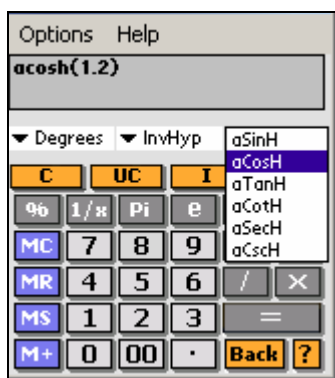 Options Help
acosh(1.2)
Degrees InvHyp
aSinH
aCosH
aTanH
aCotH
aSecH
aCscH
C UC I
% 1/x Pi e
MC 7 8 9
MR 4 5 6 / ×
MS 1 2 3 =
M+ 0 00 . Back ?